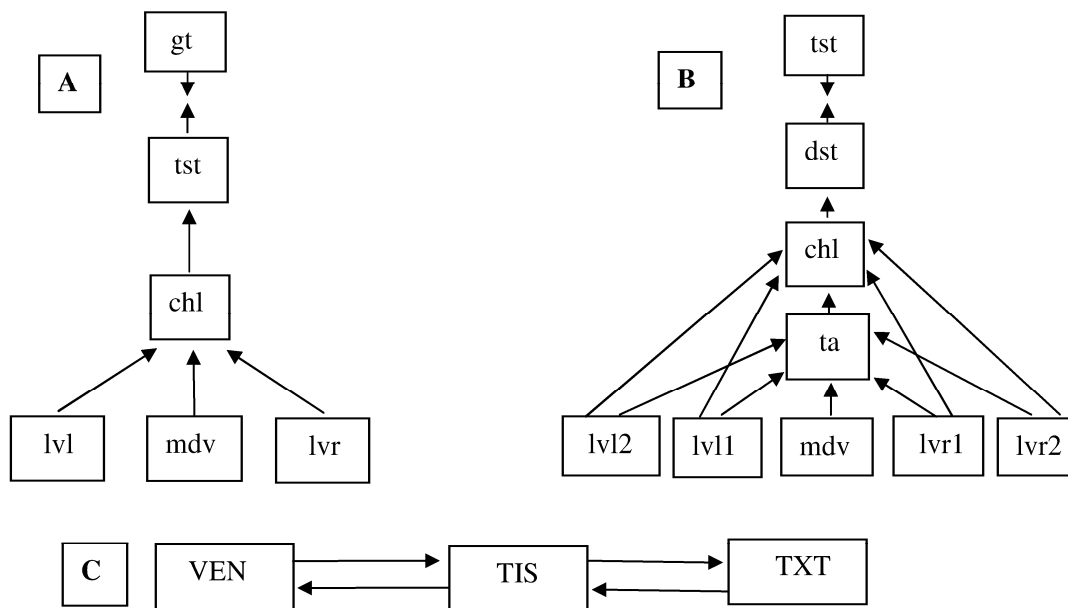 A
gt
tst
chl
lvl mdv lvr
B
tst
dst
chl
ta
lvl2 lvl1 mdv lvr1 lvr2
C
VEN TIS TXT